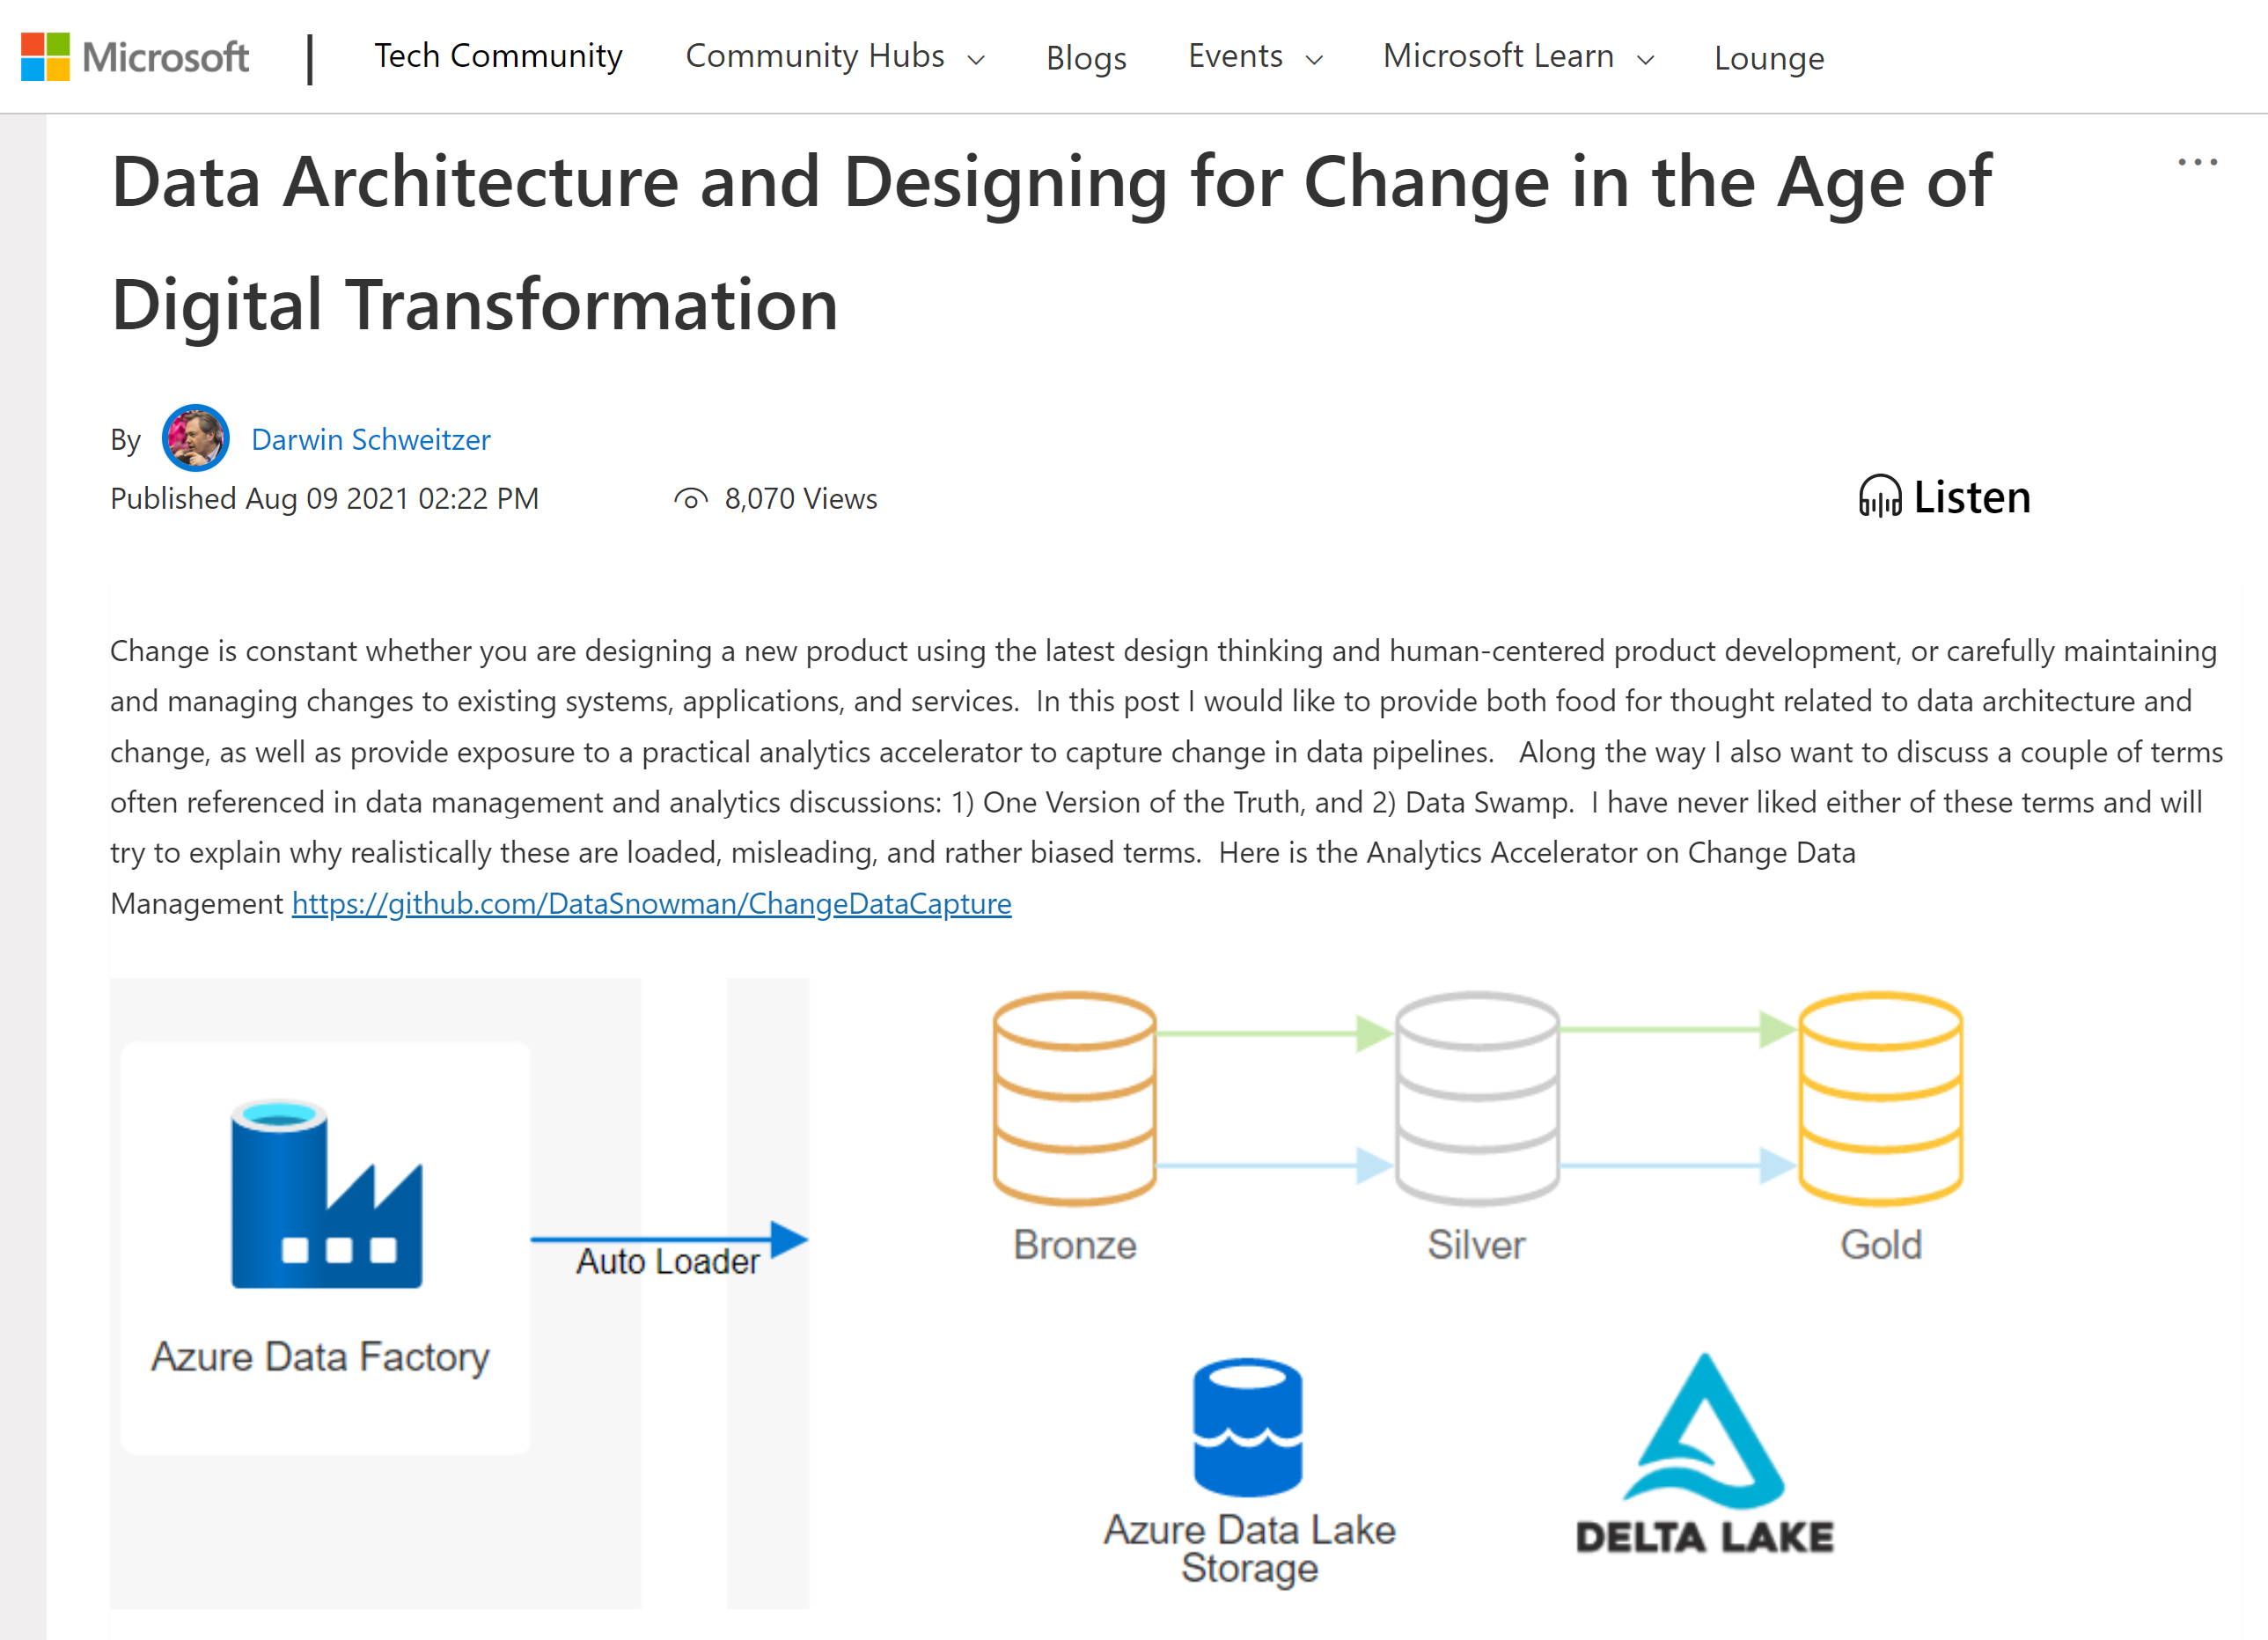 Microsoft | Tech Community Community Hubs Blogs Events Microsoft Learn Lounge
Data Architecture and Designing for Change in the Age of
Digital Transformation
By Darwin Schweitzer
Published Aug 09 2021 02:22 PM 8,070 Views Listen
Change is constant whether you are designing a new product using the latest design thinking and human-centered product development, or carefully maintaining
and managing changes to existing systems, applications, and services. In this post I would like to provide both food for thought related to data architecture and
change, as well as provide exposure to a practical analytics accelerator to capture change in data pipelines. Along the way I also want to discuss a couple of terms
often referenced in data management and analytics discussions: 1) One Version of the Truth, and 2) Data Swamp. I have never liked either of these terms and will
try to explain why realistically these are loaded, misleading, and rather biased terms. Here is the Analytics Accelerator on Change Data
Management https://github.com/DataSnowman/ChangeDataCapture
Bronze Silver Gold
Auto Loader
Azure Data Factory
Azure Data Lake
Storage
DELTA LAKE